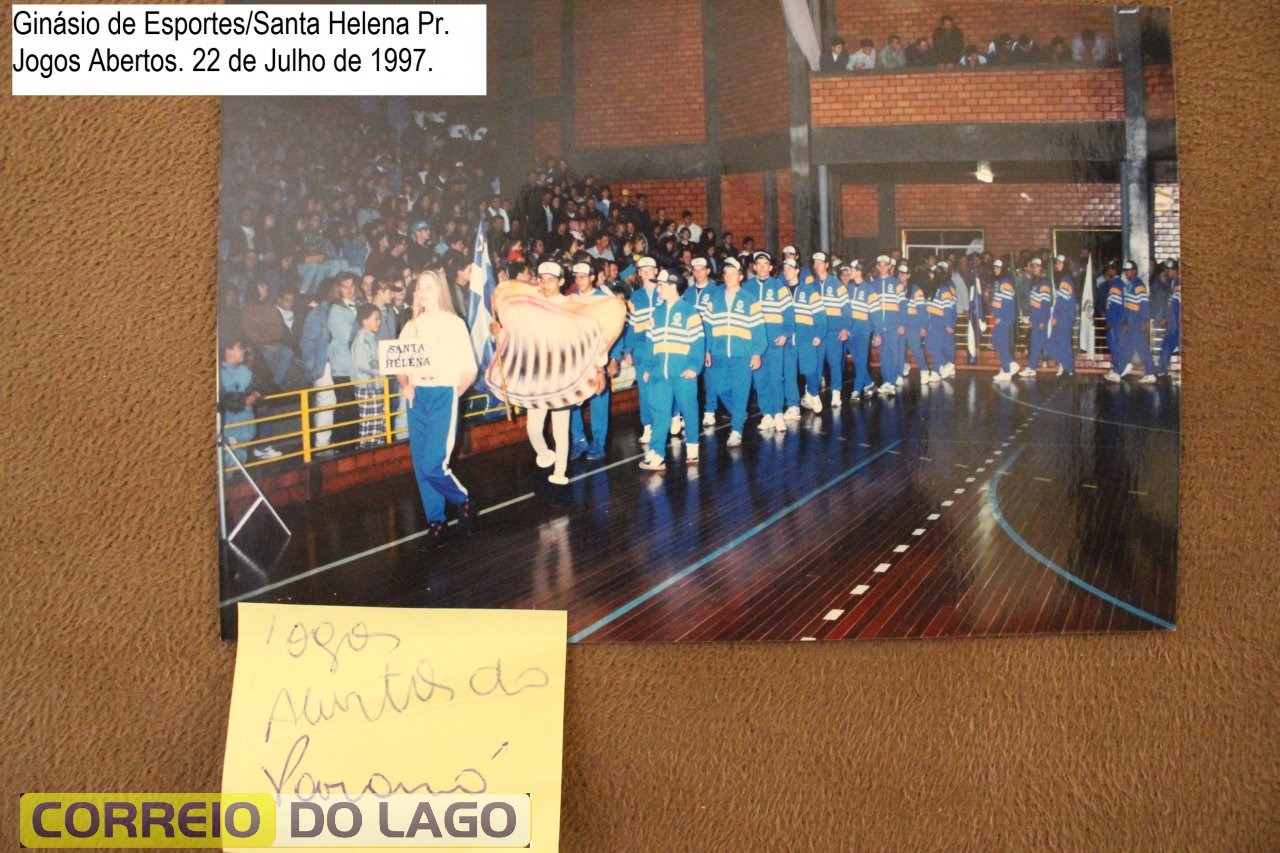 Ginásio de Esportes/Santa Helena Pr.
Jogos Abertos. 22 de Julho de 1997.
SANTA
HELENA
Jogos
Abertos do
Paraná
CORREIO DO LAGO